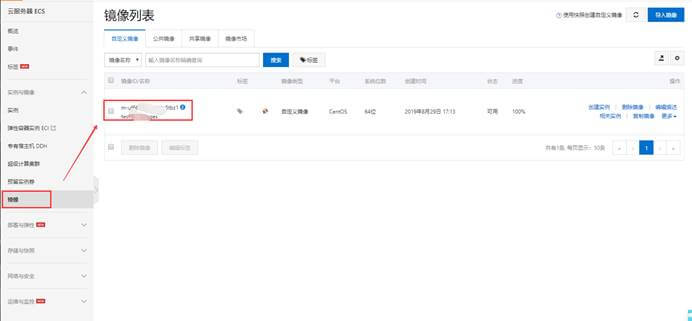 云服务器 ECS
概览
事件
标签
实例与镜像
实例
弹性容器实例 ECI
专有宿主机 DDH
超级计算集群
预留实例券
镜像
部署与弹性
存储与快照
网络与安全
运维与监控
镜像列表
使用快照创建自定义镜像
导入镜像
自定义镜像 公共镜像 共享镜像 镜像市场
镜像名称 输入镜像名称精确查询 搜索 标签
镜像ID/名称 标签 镜像类型 平台 系统位数 创建时间 状态 进度 操作
自定义镜像 CentOS 64位 2019年8月29日 17:13 可用 100%
创建实例 删除镜像 编辑描述
相关实例 复制镜像 更多
删除镜像 编辑标签
共有1条, 每页显示: 50条 « ‹ 1 › »